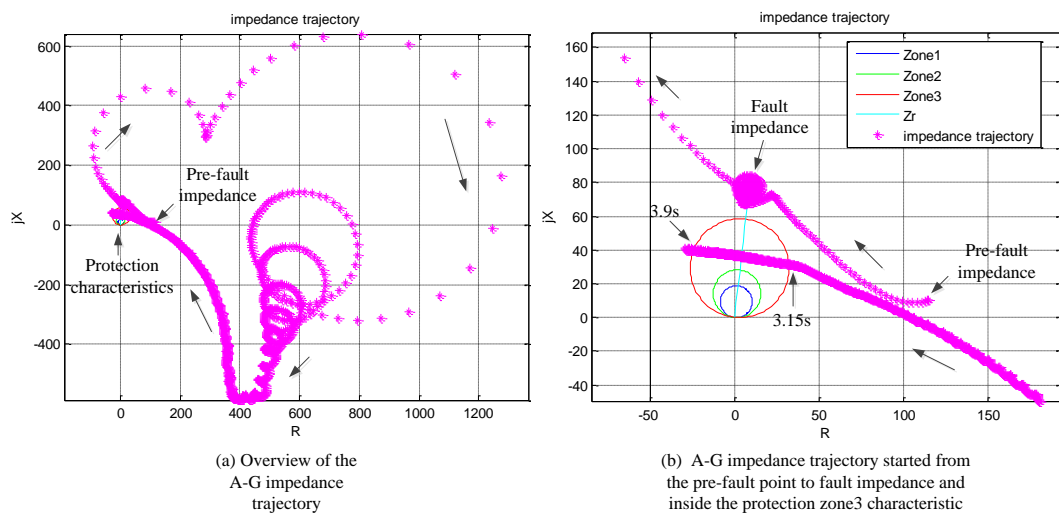 impedance trajectory
600
400
200
0
-200
-400
jX
0
200
400
600
800
1000
1200
R
Pre-fault
impedance
Protection
characteristics
(a) Overview of the
A-G impedance
trajectory
impedance trajectory
160
140
120
100
80
60
40
20
0
-20
-40
jX
-50
0
50
100
150
R
Zone1
Zone2
Zone3
Zr
impedance trajectory
Fault
impedance
3.9s
Pre-fault
impedance
3.15s
(b) A-G impedance trajectory started from
the pre-fault point to fault impedance and
inside the protection zone3 characteristic